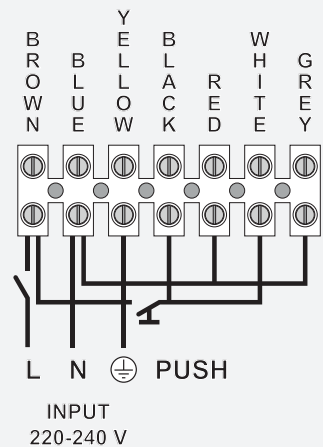 BROWN
BLUE
YELLOW
BLACK
RED
WHITE
GREY
L N PUSH
INPUT
220-240 V